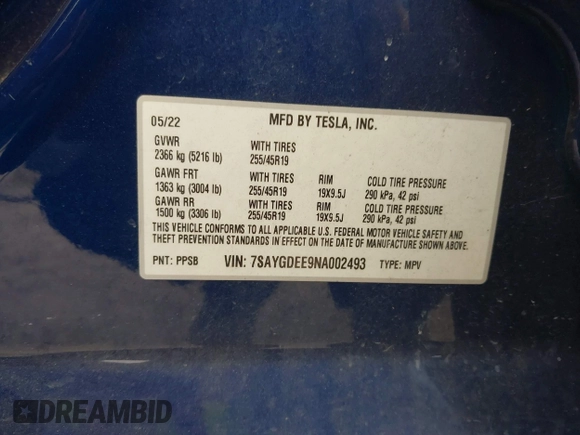 05/22 MFD BY TESLA, INC.
GVWR WITH TIRES
2366 kg (5216 lb) 255/45R19
GAWR FRT WITH TIRES RIM COLD TIRE PRESSURE
1363 kg (3004 lb) 255/45R19 19X9.5J 290 kPa, 42 psi
GAWR RR WITH TIRES RIM COLD TIRE PRESSURE
1500 kg (3306 lb) 255/45R19 19X9.5J 290 kPa, 42 psi
THIS VEHICLE CONFORMS TO ALL APPLICABLE U.S. FEDERAL MOTOR VEHICLE SAFETY AND
THEFT PREVENTION STANDARDS IN EFFECT ON THE DATE OF MANUFACTURE SHOWN ABOVE.
PNT: PPSB VIN: 7SAYGDEE9NA002493 TYPE: MPV
DREAMBID